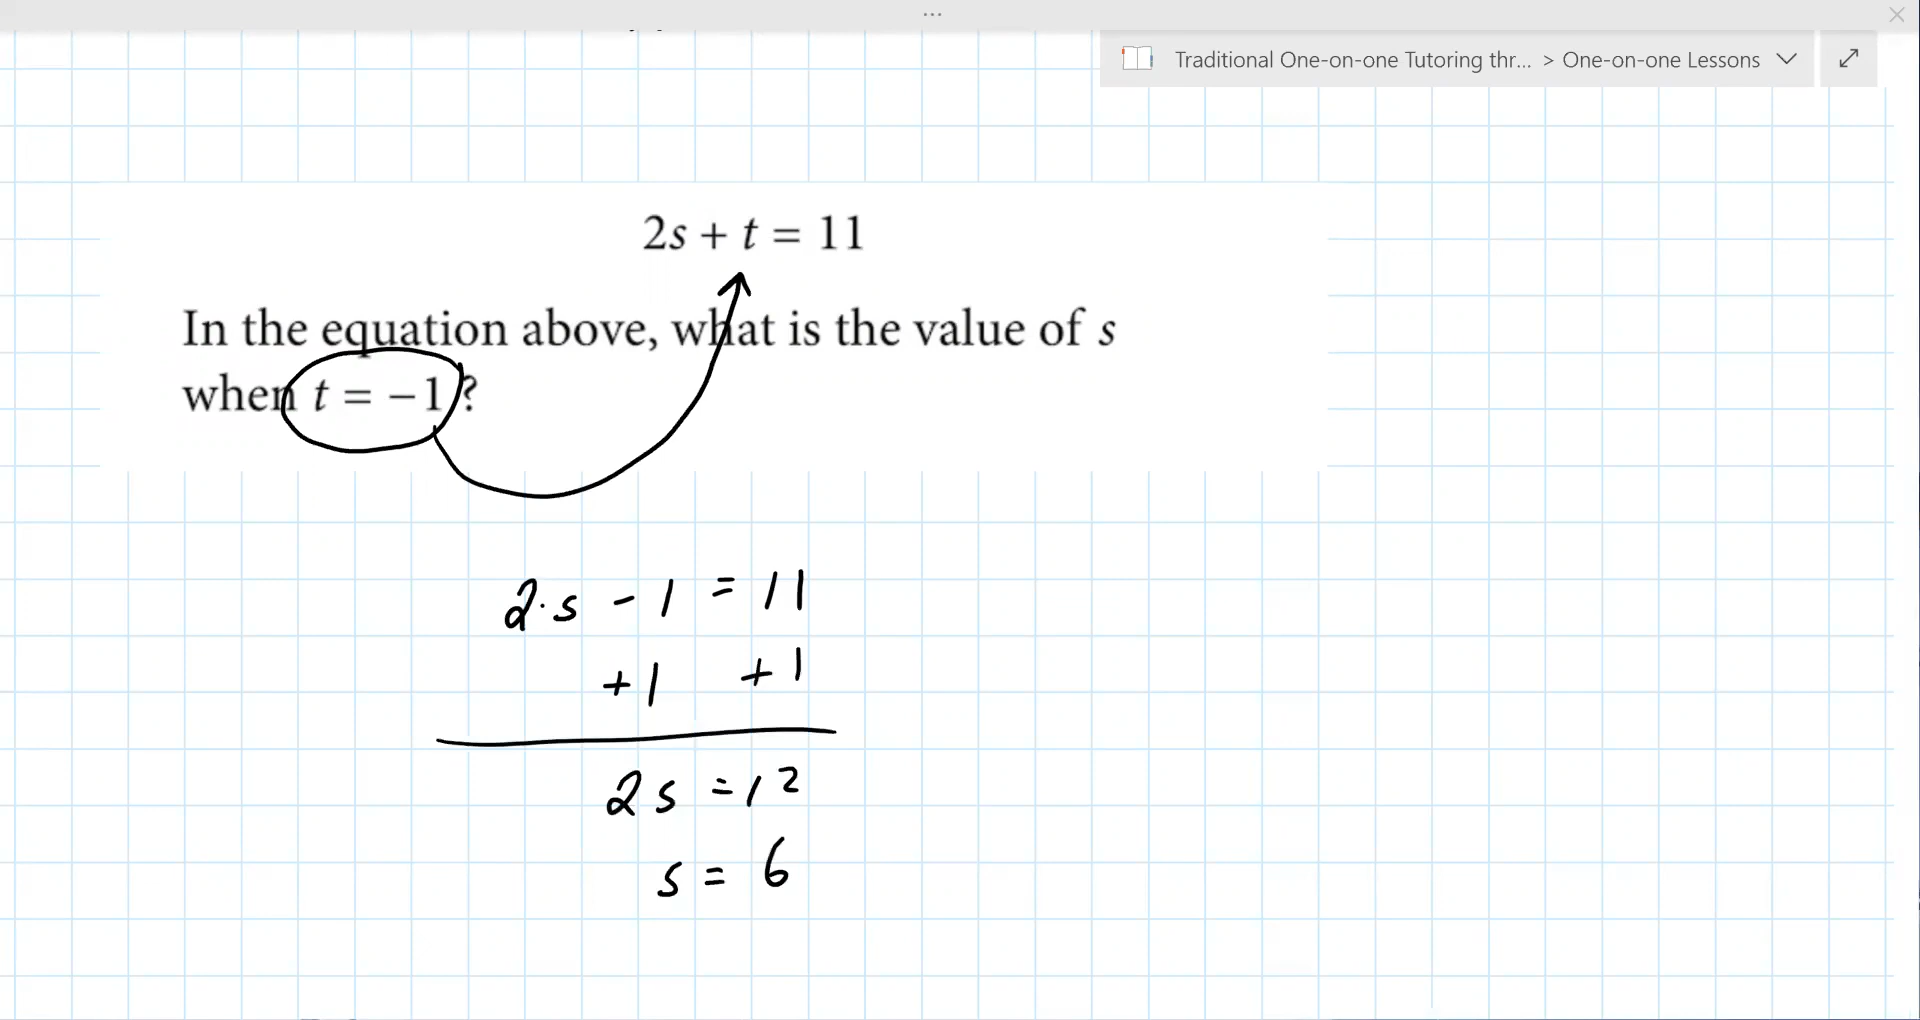 ...
Traditional One-on-one Tutoring thr... > One-on-one Lessons
2s + t = 11
In the equation above, what is the value of s
when t = −1 ?
2·s - 1 = 11
+1 +1
2s = 12
s = 6